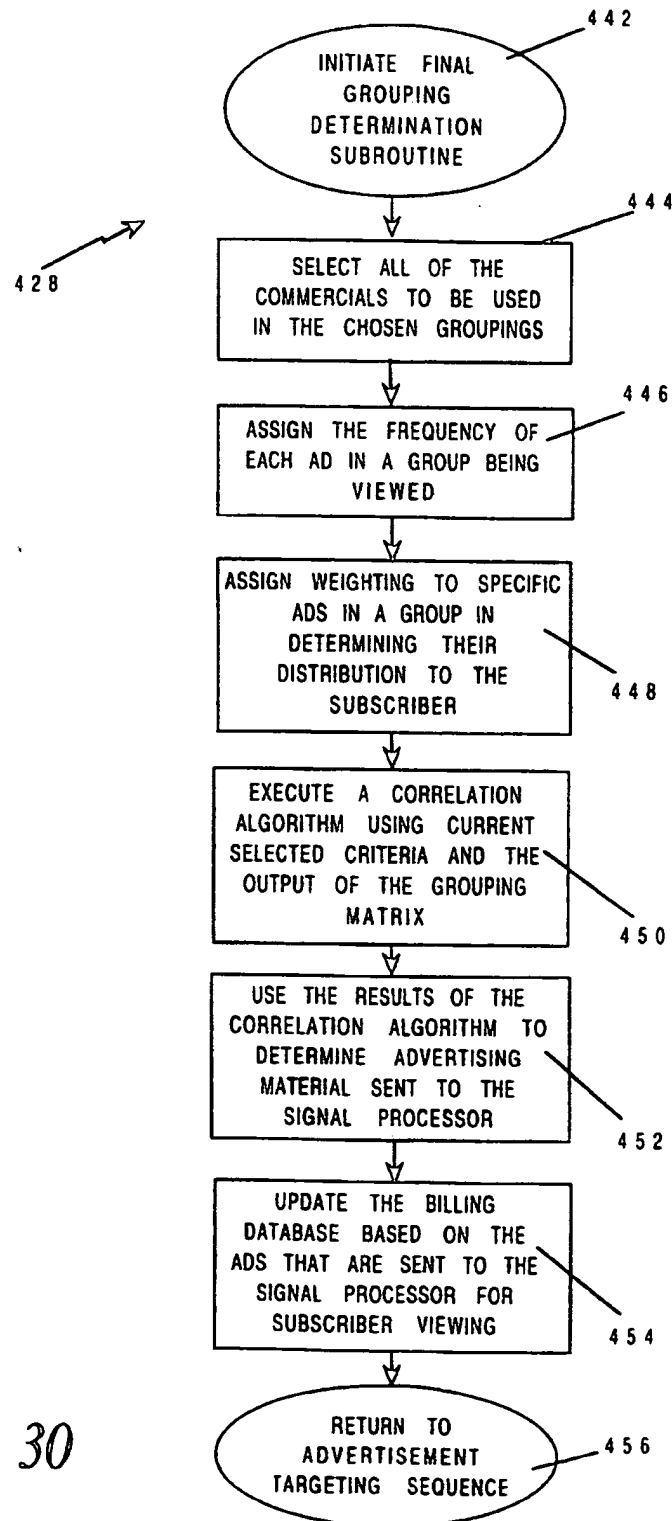 442
INITIATE FINAL
GROUPING
DETERMINATION
SUBROUTINE
428
444
SELECT ALL OF THE
COMMERCIALS TO BE USED
IN THE CHOSEN GROUPINGS
446
ASSIGN THE FREQUENCY OF
EACH AD IN A GROUP BEING
VIEWED
ASSIGN WEIGHTING TO SPECIFIC
ADS IN A GROUP IN
DETERMINING THEIR
DISTRIBUTION TO THE
SUBSCRIBER
448
EXECUTE A CORRELATION
ALGORITHM USING CURRENT
SELECTED CRITERIA AND THE
OUTPUT OF THE GROUPING
MATRIX
450
USE THE RESULTS OF THE
CORRELATION ALGORITHM TO
DETERMINE ADVERTISING
MATERIAL SENT TO THE
SIGNAL PROCESSOR
452
UPDATE THE BILLING
DATABASE BASED ON THE
ADS THAT ARE SENT TO THE
SIGNAL PROCESSOR FOR
SUBSCRIBER VIEWING
454
RETURN TO
ADVERTISEMENT
TARGETING SEQUENCE
456
30